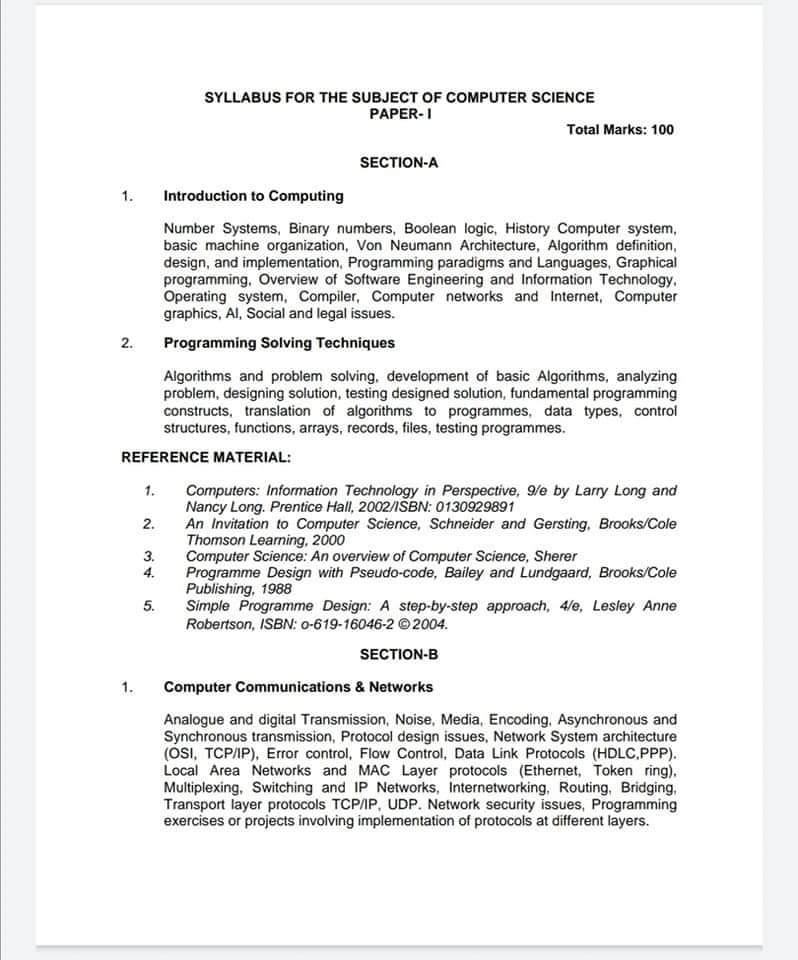 SYLLABUS FOR THE SUBJECT OF COMPUTER SCIENCE
PAPER- I
Total Marks: 100
SECTION-A
1. Introduction to Computing
Number Systems, Binary numbers, Boolean logic, History Computer system,
basic machine organization, Von Neumann Architecture, Algorithm definition,
design, and implementation, Programming paradigms and Languages, Graphical
programming, Overview of Software Engineering and Information Technology,
Operating system, Compiler, Computer networks and Internet, Computer
graphics, AI, Social and legal issues.
2. Programming Solving Techniques
Algorithms and problem solving, development of basic Algorithms, analyzing
problem, designing solution, testing designed solution, fundamental programming
constructs, translation of algorithms to programmes, data types, control
structures, functions, arrays, records, files, testing programmes.
REFERENCE MATERIAL:
1. Computers: Information Technology in Perspective, 9/e by Larry Long and
Nancy Long. Prentice Hall, 2002/ISBN: 0130929891
2. An Invitation to Computer Science, Schneider and Gersting, Brooks/Cole
Thomson Learning, 2000
3. Computer Science: An overview of Computer Science, Sherer
4. Programme Design with Pseudo-code, Bailey and Lundgaard, Brooks/Cole
Publishing, 1988
5. Simple Programme Design: A step-by-step approach, 4/e, Lesley Anne
Robertson, ISBN: o-619-16046-2 © 2004.
SECTION-B
1. Computer Communications & Networks
Analogue and digital Transmission, Noise, Media, Encoding, Asynchronous and
Synchronous transmission, Protocol design issues, Network System architecture
(OSI, TCP/IP), Error control, Flow Control, Data Link Protocols (HDLC,PPP).
Local Area Networks and MAC Layer protocols (Ethernet, Token ring),
Multiplexing, Switching and IP Networks, Internetworking, Routing, Bridging,
Transport layer protocols TCP/IP, UDP. Network security issues, Programming
exercises or projects involving implementation of protocols at different layers.